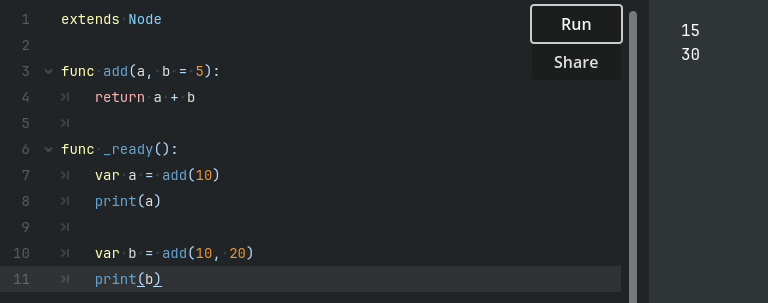 1 extends Node
2
3 func add(a, b = 5):
4 return a + b
5
6 func _ready():
7 var a = add(10)
8 print(a)
9
10 var b = add(10, 20)
11 print(b)
Run
Share
15
30